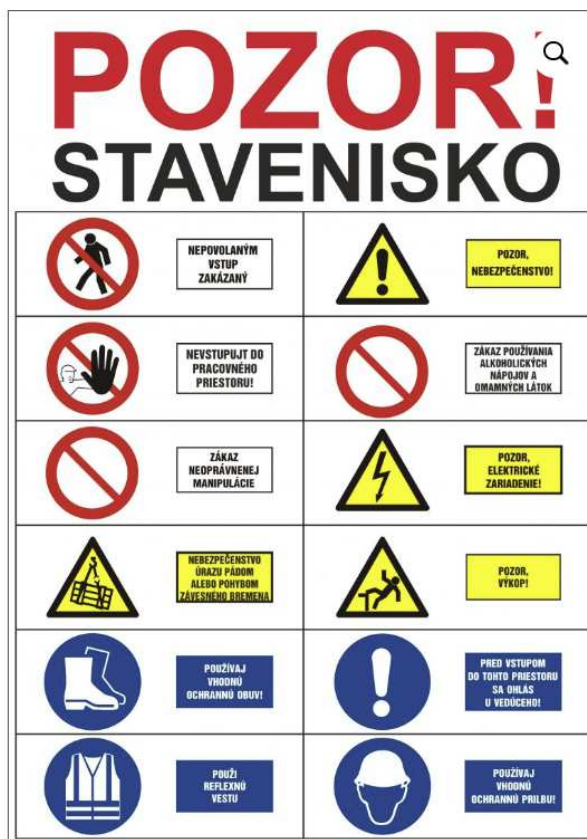 POZOR!
STAVENISKO
NEPOVOLANÝM
VSTUP
ZAKÁZANÝ
POZOR,
NEBEZPEČENSTVO!
NEVSTUPUJT DO
PRACOVNÉHO
PRIESTORU!
ZÁKAZ POUŽÍVANIA
ALKOHOLICKÝCH
NÁPOJOV A
OMAMNÝCH LÁTOK
ZÁKAZ
NEOPRÁVNENEJ
MANIPULÁCIE
POZOR,
ELEKTRICKÉ
ZARIADENIE!
NEBEZPEČENSTVO
ÚRAZU PÁDOM
ALEBO POHYBOM
ZÁVESNÉHO BREMENA
POZOR,
VÝKOP!
POUŽÍVAJ
VHODNÚ
OCHRANNÚ OBUV!
PRED VSTUPOM
DO TOHTO PRIESTORU
SA OHLÁS
U VEDÚCEHO!
POUŽI
REFLEXNÚ
VESTU
POUŽÍVAJ
VHODNÚ
OCHRANNÚ PRILBU!